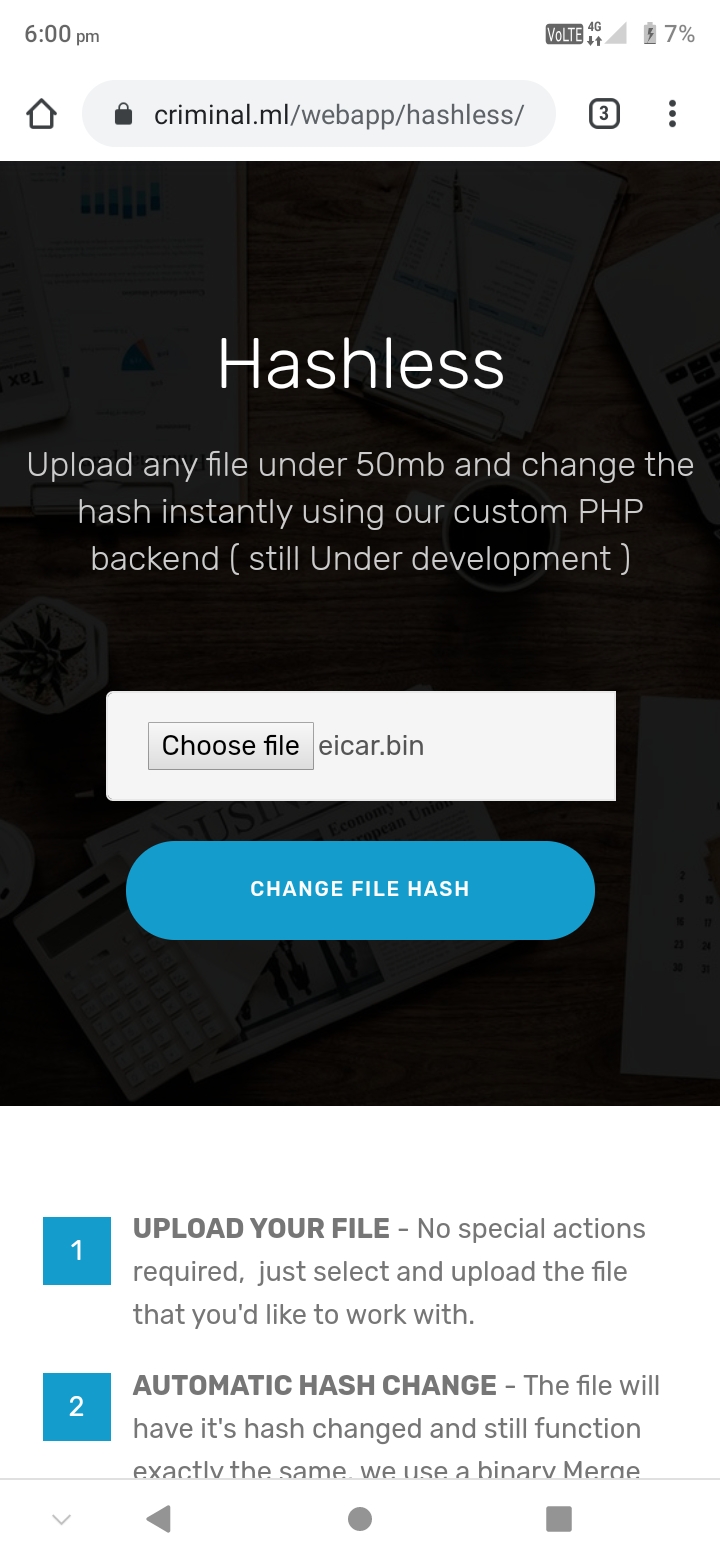 6:00 pm
VoLTE 4G 7%
criminal.ml/webapp/hashless/
3
Hashless
Upload any file under 50mb and change the
hash instantly using our custom PHP
backend ( still Under development )
Choose file eicar.bin
CHANGE FILE HASH
1
UPLOAD YOUR FILE - No special actions
required,  just select and upload the file
that you'd like to work with.
2
AUTOMATIC HASH CHANGE - The file will
have it's hash changed and still function
exactly the same, we use a binary Merge